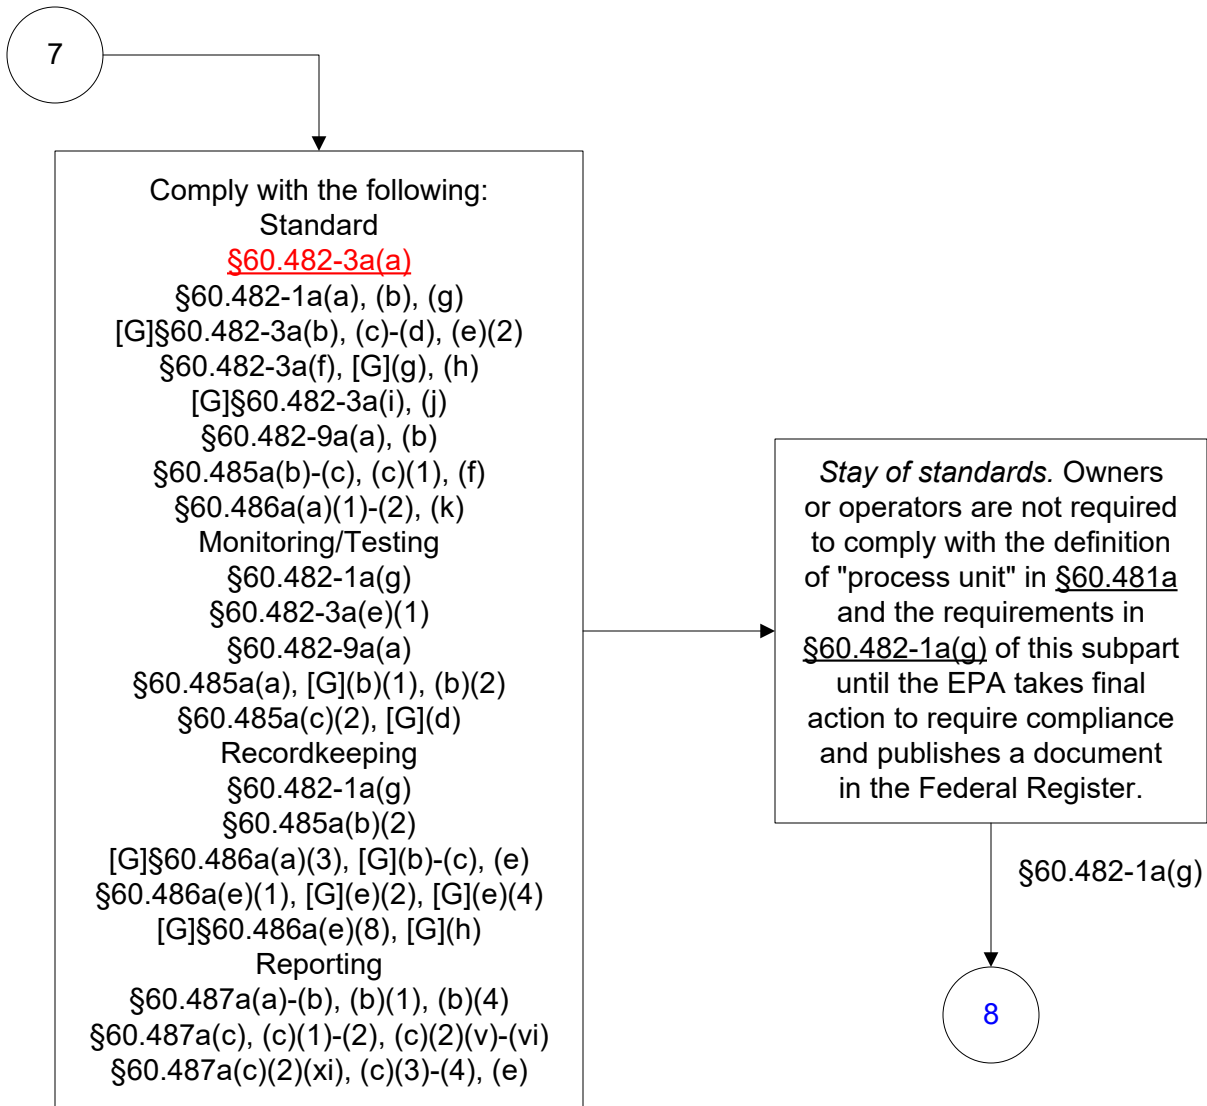 7
Comply with the following:
Standard
§60.482-3a(a)
§60.482-1a(a), (b), (g)
[G]§60.482-3a(b), (c)-(d), (e)(2)
§60.482-3a(f), [G](g), (h)
[G]§60.482-3a(i), (j)
§60.482-9a(a), (b)
§60.485a(b)-(c), (c)(1), (f)
§60.486a(a)(1)-(2), (k)
Monitoring/Testing
§60.482-1a(g)
§60.482-3a(e)(1)
§60.482-9a(a)
§60.485a(a), [G](b)(1), (b)(2)
§60.485a(c)(2), [G](d)
Recordkeeping
§60.482-1a(g)
§60.485a(b)(2)
[G]§60.486a(a)(3), [G](b)-(c), (e)
§60.486a(e)(1), [G](e)(2), [G](e)(4)
[G]§60.486a(e)(8), [G](h)
Reporting
§60.487a(a)-(b), (b)(1), (b)(4)
§60.487a(c), (c)(1)-(2), (c)(2)(v)-(vi)
§60.487a(c)(2)(xi), (c)(3)-(4), (e)
Stay of standards. Owners
or operators are not required
to comply with the definition
of "process unit" in §60.481a
and the requirements in
§60.482-1a(g) of this subpart
until the EPA takes final
action to require compliance
and publishes a document
in the Federal Register.
§60.482-1a(g)
8